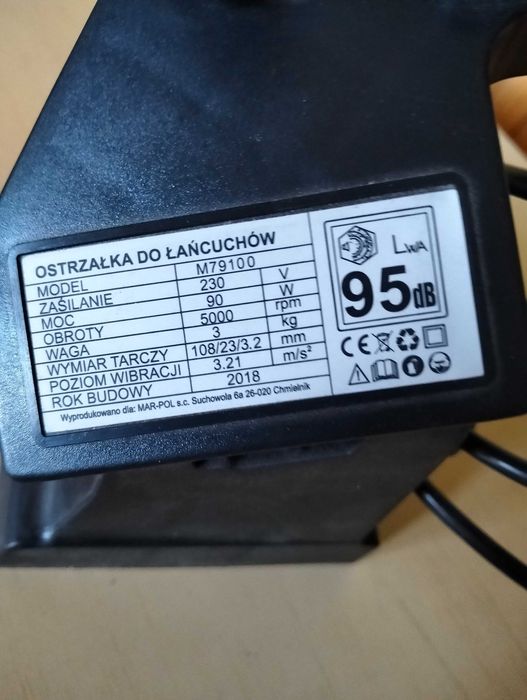 OSTRZAŁKA DO ŁAŃCUCHÓW
MODEL M79100
ZAŚILANIE 230 V
MOC 90 W
OBROTY 5000 rpm
WAGA 3 kg
WYMIAR TARCZY 108/23/3.2 mm
POZIOM WIBRACJI 3.21 m/s²
ROK BUDOWY 2018
Wyprodukowano dla: MAR-POL s.c. Suchowola 6a 26-020 Chmielnik
LWA
95dB
CE